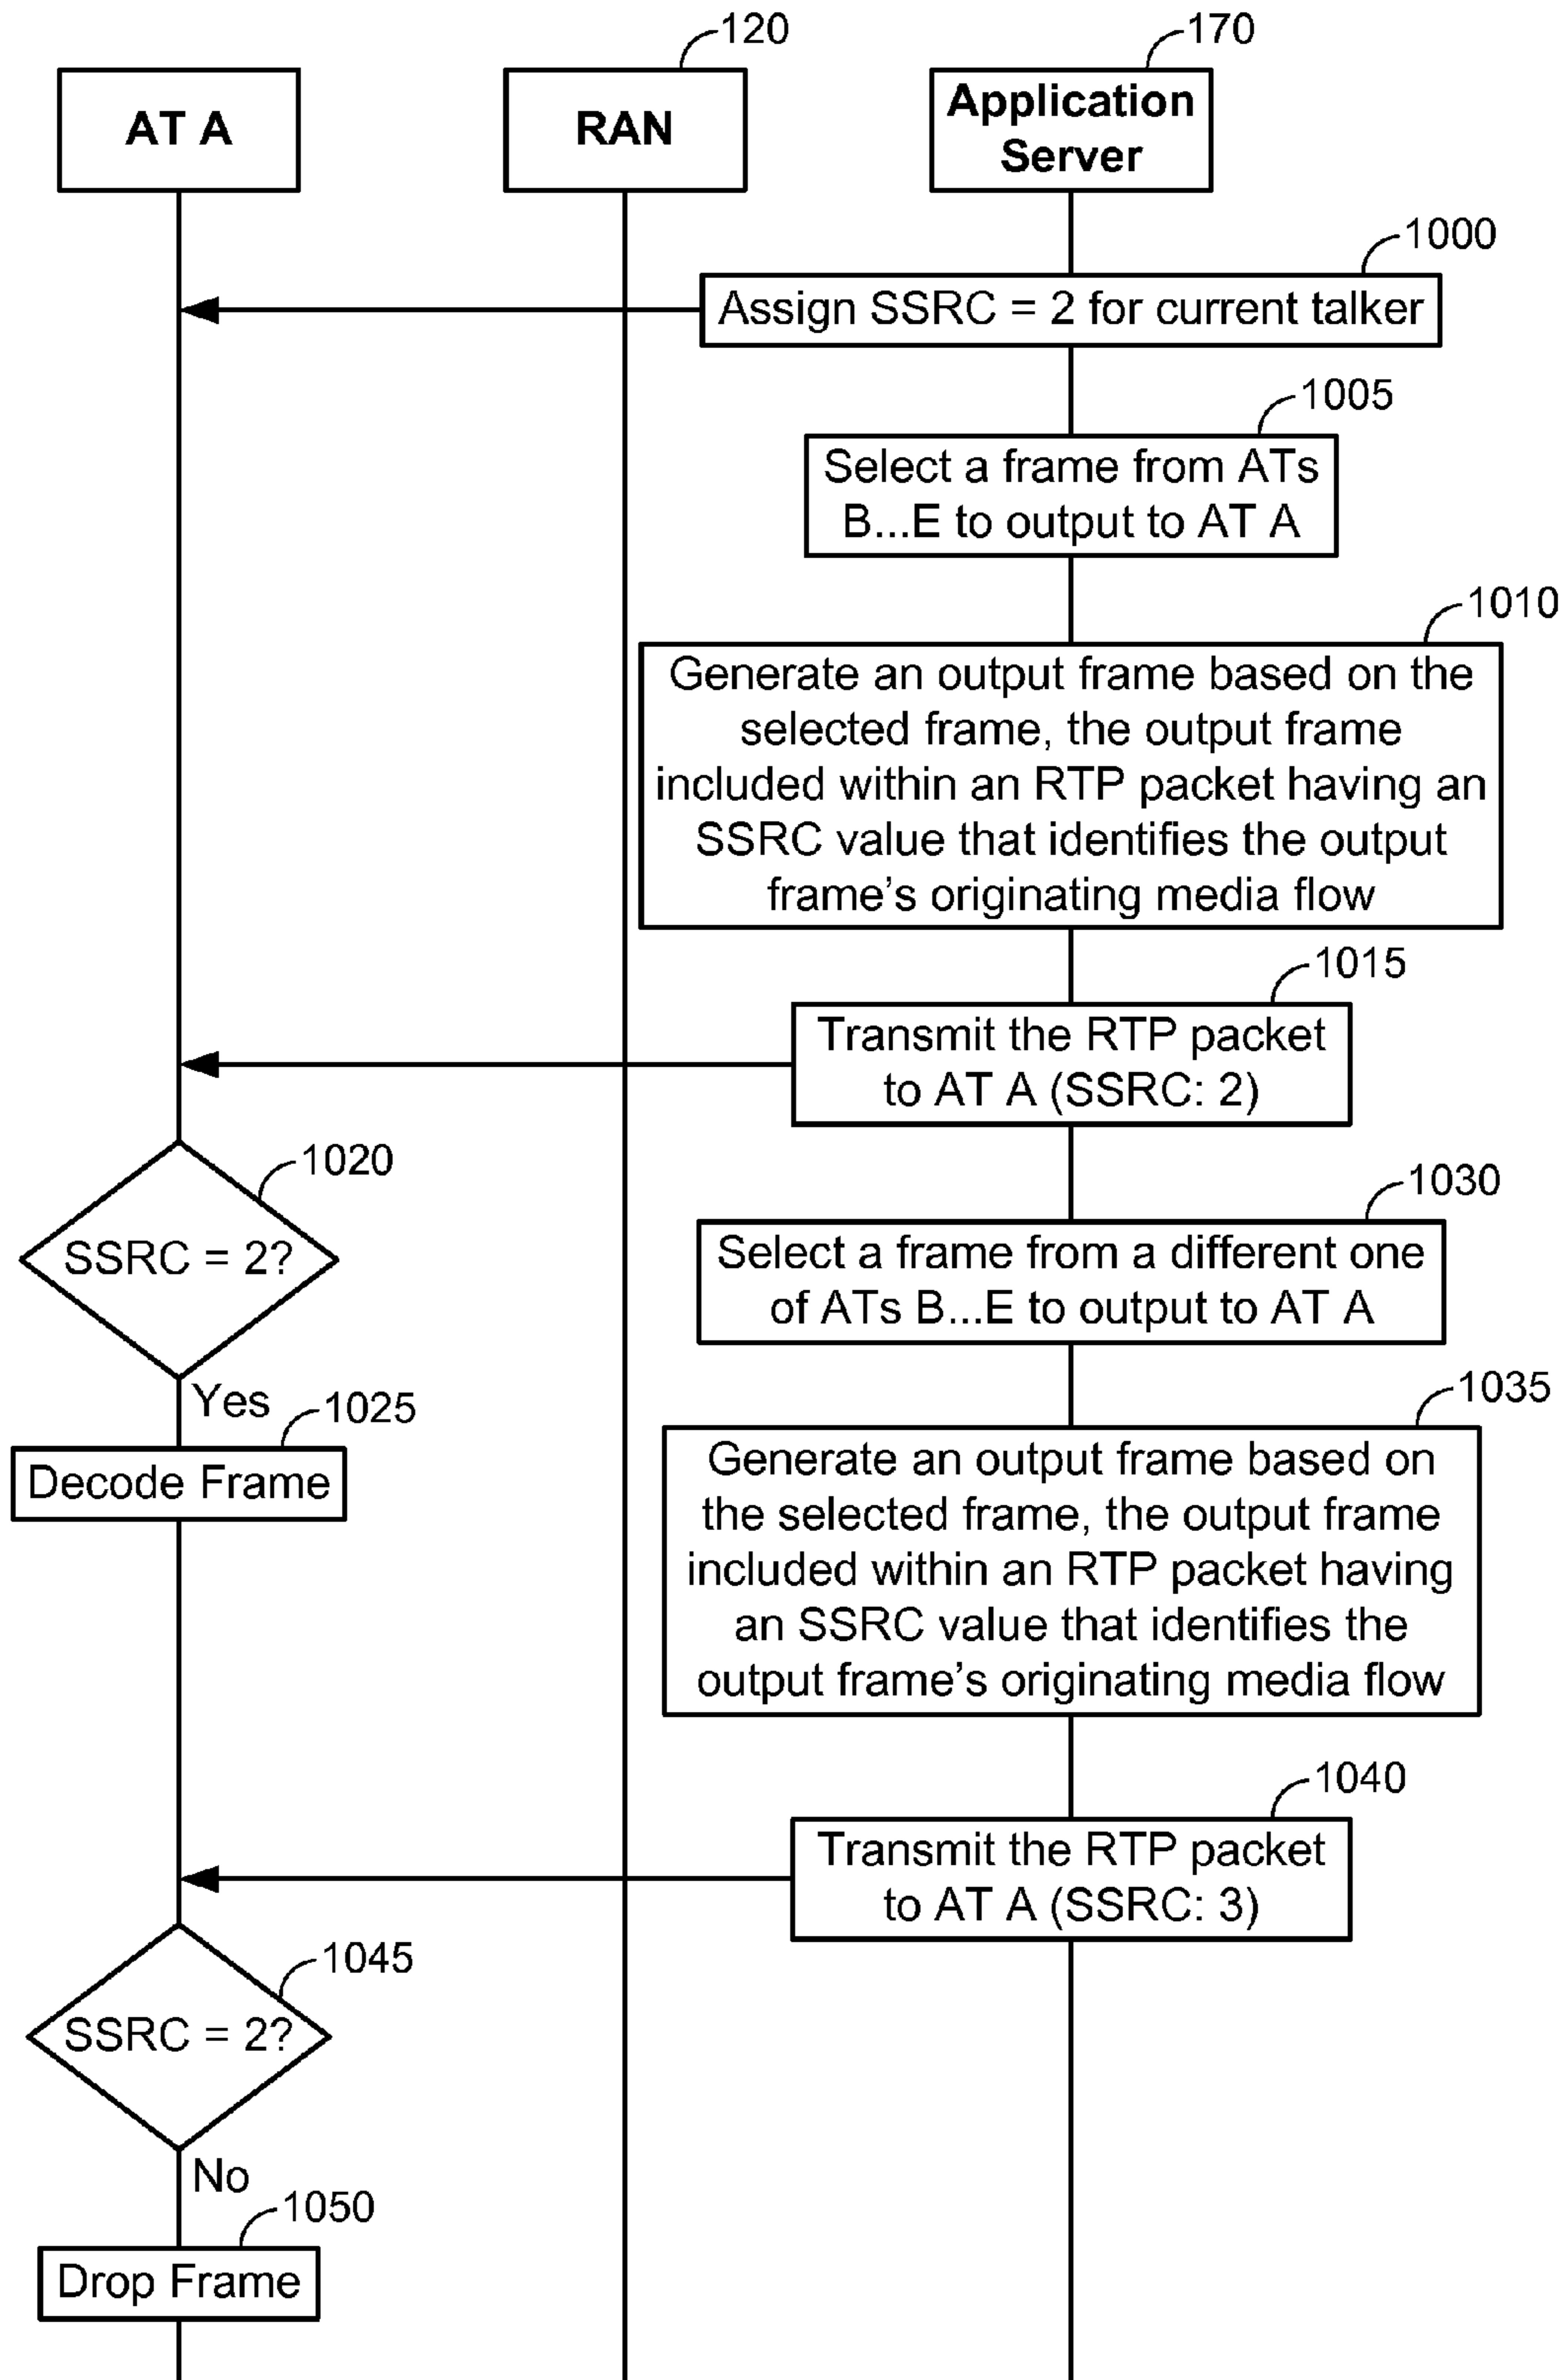 120
170
AT A
RAN
Application
Server
1000
Assign SSRC = 2 for current talker
1005
Select a frame from ATs
B...E to output to AT A
1010
Generate an output frame based on the
selected frame, the output frame
included within an RTP packet having an
SSRC value that identifies the output
frame's originating media flow
1015
Transmit the RTP packet
to AT A (SSRC: 2)
1020
SSRC = 2?
1030
Select a frame from a different one
of ATs B...E to output to AT A
Yes
1025
Decode Frame
1035
Generate an output frame based on
the selected frame, the output frame
included within an RTP packet having
an SSRC value that identifies the
output frame's originating media flow
1040
Transmit the RTP packet
to AT A (SSRC: 3)
1045
SSRC = 2?
No
1050
Drop Frame